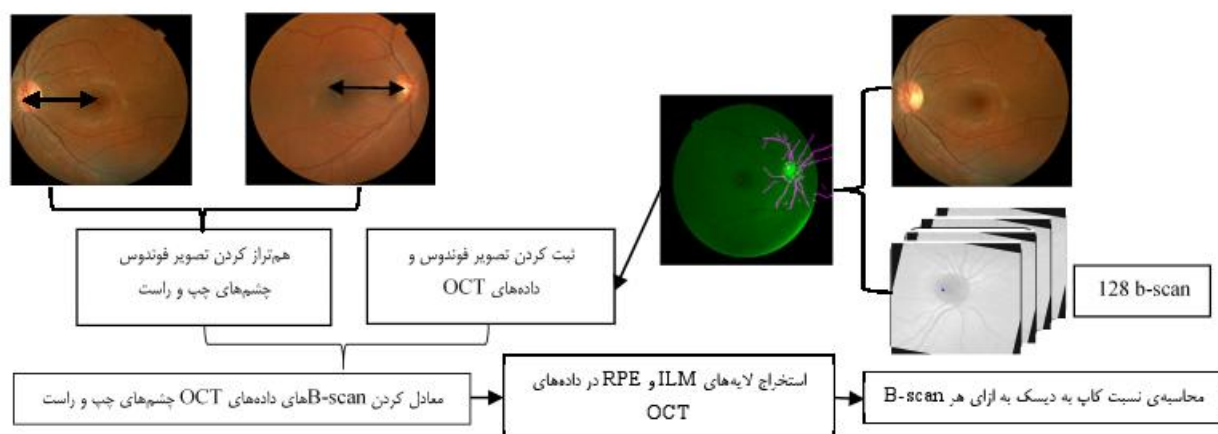 ثبت کردن تصویر فوندوس و
داده‌های OCT
هم‌تراز کردن تصویر فوندوس
چشم‌های چپ و راست
128 b-scan
معادل کردن B-scanهای داده‌های OCT چشم‌های چپ و راست
استخراج لایه‌های ILM و RPE در داده‌های
OCT
محاسبه‌ی نسبت کاپ به دیسک به ازای هر B-scan